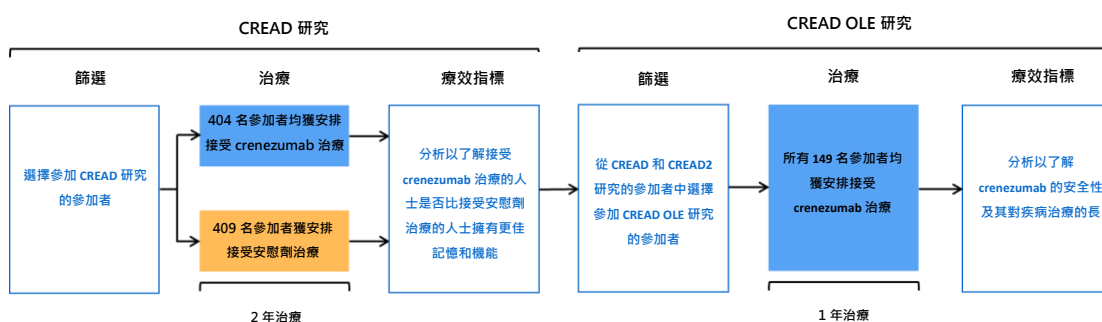 CREAD 研究
CREAD OLE 研究
篩選
治療
療效指標
篩選
治療
療效指標
選擇參加 CREAD 研究
的參加者
404 名參加者均獲安排
接受 crenezumab 治療
409 名參加者獲安排
接受安慰劑治療
分析以了解接受
crenezumab 治療的人
士是否比接受安慰劑
治療的人士擁有更佳
記憶和機能
從 CREAD 和 CREAD2
研究的參加者中選擇
參加 CREAD OLE 研究
的參加者
所有 149 名參加者均
獲安排接受
crenezumab 治療
分析以了解
crenezumab 的安全性
及其對疾病治療的長
2 年治療
1 年治療